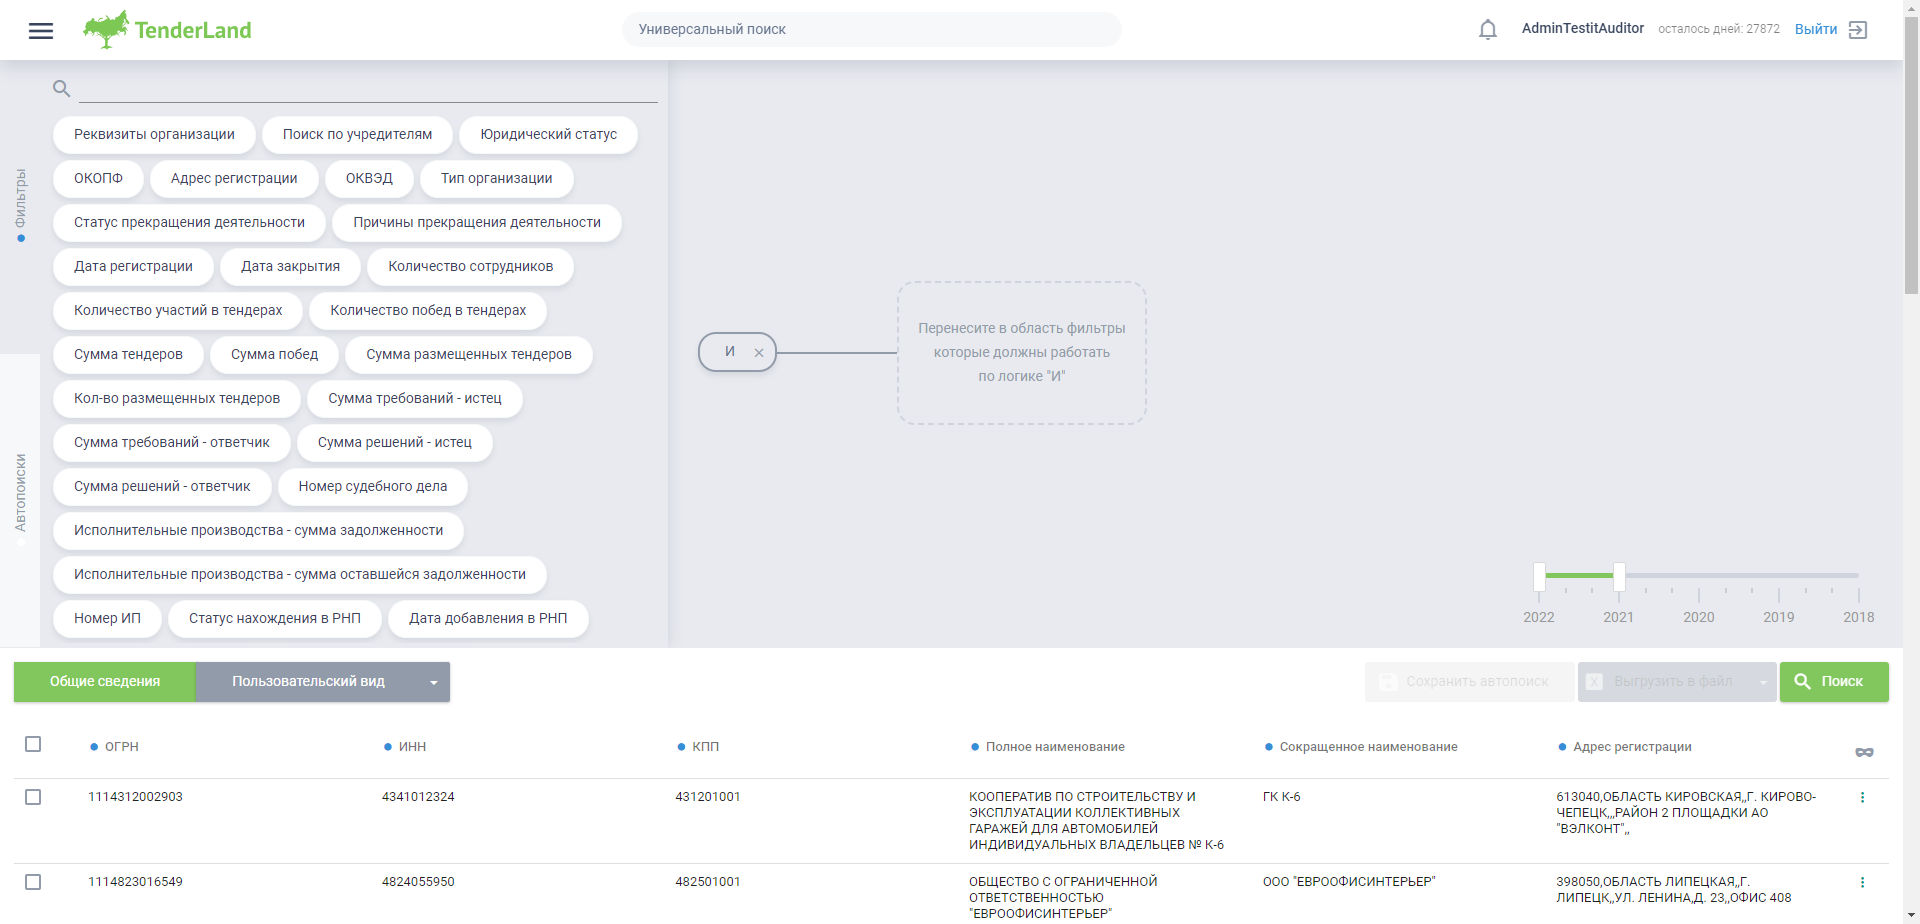 TenderLand
Универсальный поиск
AdminTestitAuditor
осталось дней: 27872
Выйти
Фильтры
Автопоиски
Реквизиты организации
Поиск по учредителям
Юридический статус
ОКОПФ
Адрес регистрации
ОКВЭД
Тип организации
Статус прекращения деятельности
Причины прекращения деятельности
Дата регистрации
Дата закрытия
Количество сотрудников
Количество участий в тендерах
Количество побед в тендерах
Сумма тендеров
Сумма побед
Сумма размещенных тендеров
Кол-во размещенных тендеров
Сумма требований - истец
Сумма требований - ответчик
Сумма решений - истец
Сумма решений - ответчик
Номер судебного дела
Исполнительные производства - сумма задолженности
Исполнительные производства - сумма оставшейся задолженности
Номер ИП
Статус нахождения в РНП
Дата добавления в РНП
И
Перенесите в область фильтры
которые должны работать
по логике "И"
2022
2021
2020
2019
2018
Общие сведения
Пользовательский вид
Сохранить автопоиск
Выгрузить в файл
Поиск
ОГРН
ИНН
КПП
Полное наименование
Сокращенное наименование
Адрес регистрации
1114312002903
4341012324
431201001
КООПЕРАТИВ ПО СТРОИТЕЛЬСТВУ И
ЭКСПЛУАТАЦИИ КОЛЛЕКТИВНЫХ
ГАРАЖЕЙ ДЛЯ АВТОМОБИЛЕЙ
ИНДИВИДУАЛЬНЫХ ВЛАДЕЛЬЦЕВ № К-6
ГК К-6
613040,ОБЛАСТЬ КИРОВСКАЯ,,Г. КИРОВО-
ЧЕПЕЦК,,,РАЙОН 2 ПЛОЩАДКИ АО
"ВЭЛКОНТ",,
1114823016549
4824055950
482501001
ОБЩЕСТВО С ОГРАНИЧЕННОЙ
ОТВЕТСТВЕННОСТЬЮ
"ЕВРООФИСИНТЕРЬЕР"
ООО "ЕВРООФИСИНТЕРЬЕР"
398050,ОБЛАСТЬ ЛИПЕЦКАЯ,,Г.
ЛИПЕЦК,,УЛ. ЛЕНИНА,Д. 23,,ОФИС 408